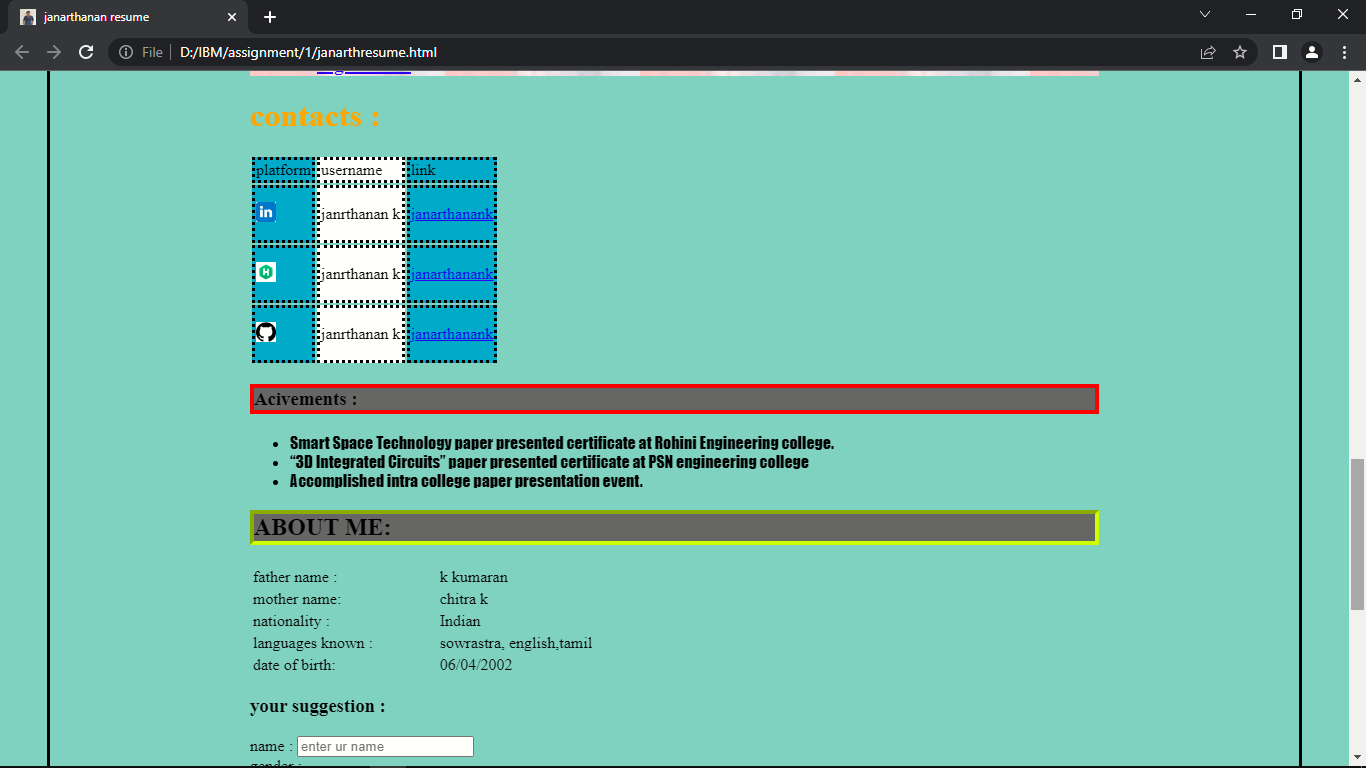 janarthanan resume
File D:/IBM/assignment/1/janarthresume.html
contacts :
platform username link
in janrthanan k janarthanank
H janrthanan k janarthanank
janrthanan k janarthanank
Acivements :
• Smart Space Technology paper presented certificate at Rohini Engineering college.
• “3D Integrated Circuits” paper presented certificate at PSN engineering college
• Accomplished intra college paper presentation event.
ABOUT ME:
father name : k kumaran
mother name: chitra k
nationality : Indian
languages known : sowrastra, english,tamil
date of birth: 06/04/2002
your suggestion :
name : enter ur name
gender :